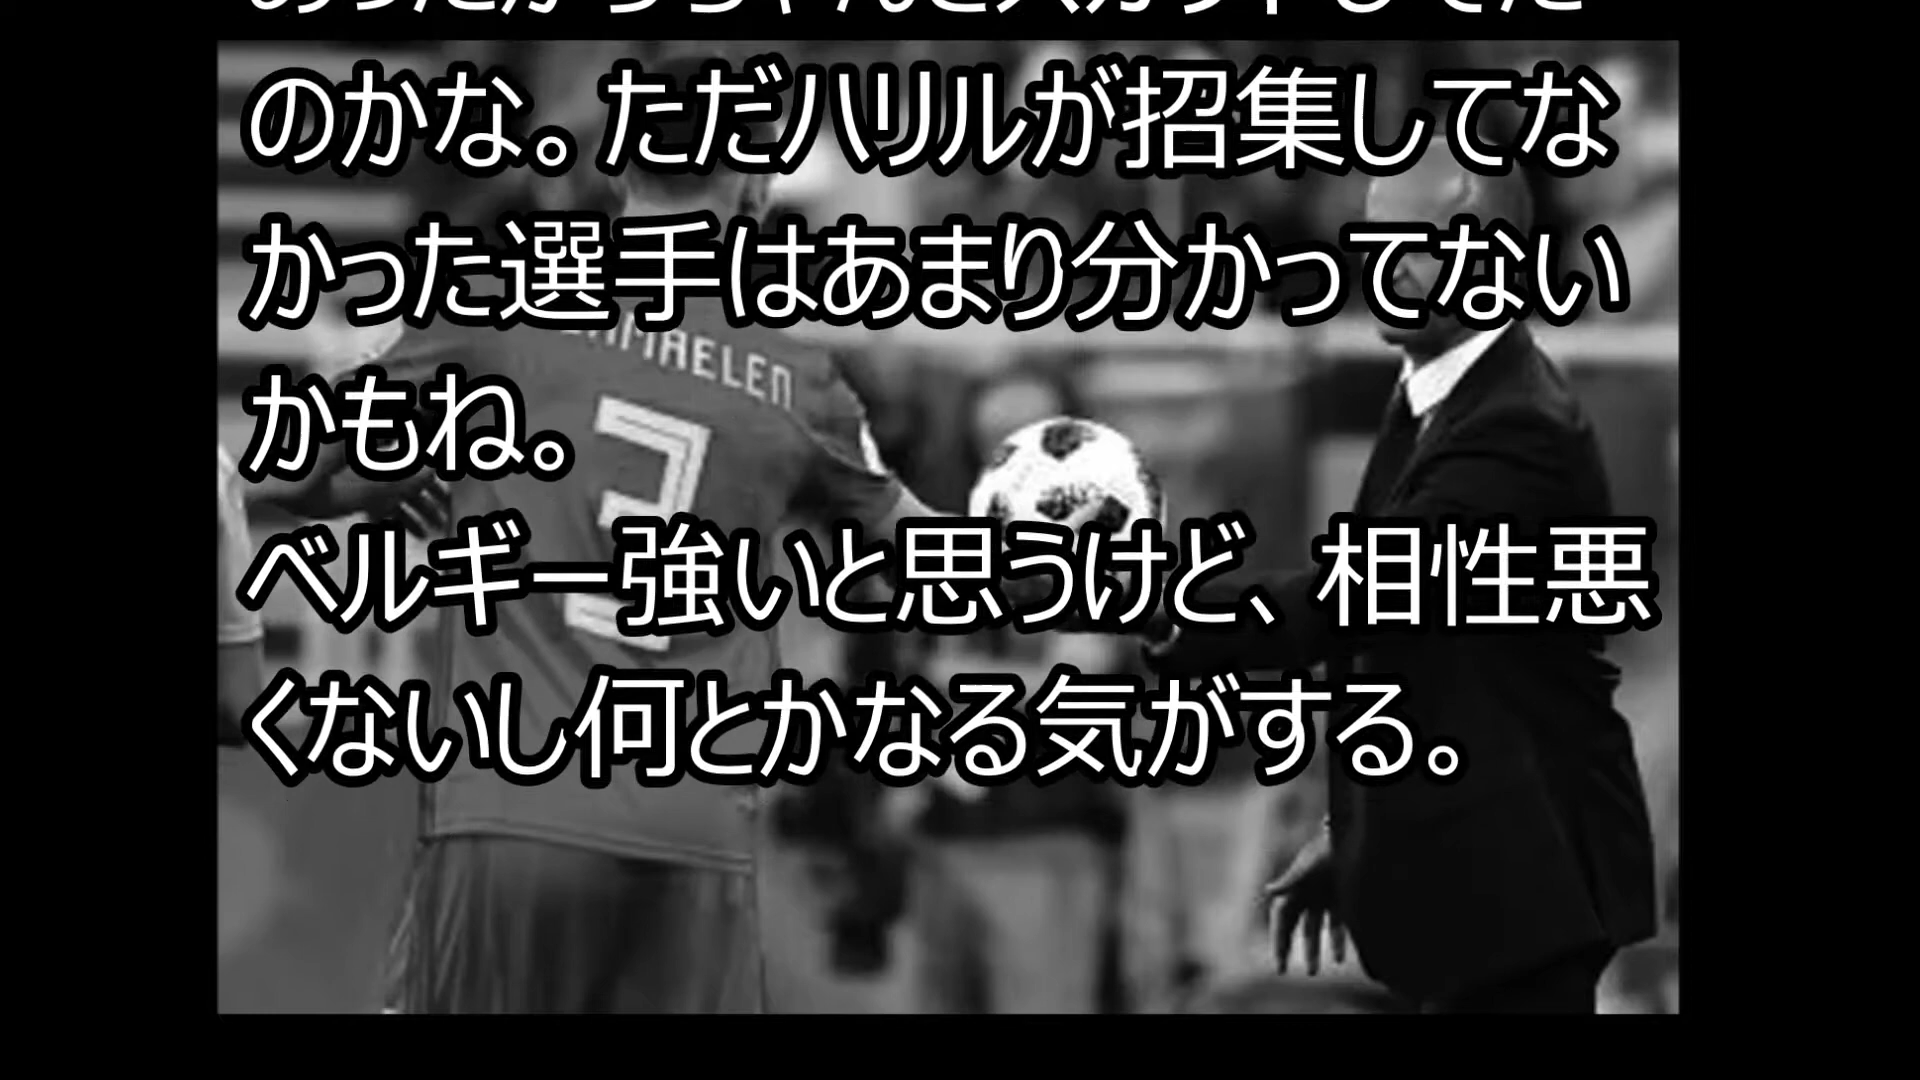 のかな。ただハリルが招集してな
かった選手はあまり分かってない
かもね。
ベルギー強いと思うけど、相性悪
くないし何とかなる気がする。
MAELEN